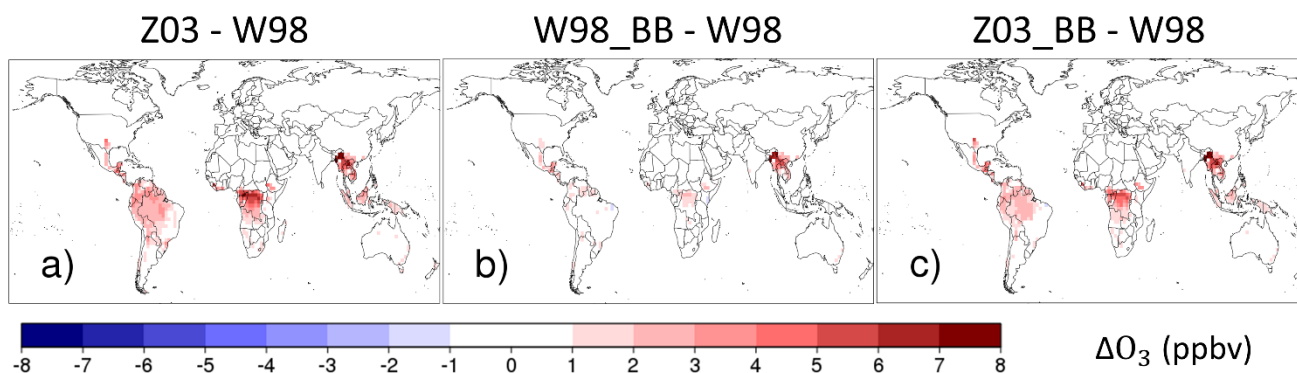 Z03 - W98
W98_BB - W98
Z03_BB - W98
a)
b)
c)
-8 -7 -6 -5 -4 -3 -2 -1 0 1 2 3 4 5 6 7 8
ΔO₃ (ppbv)